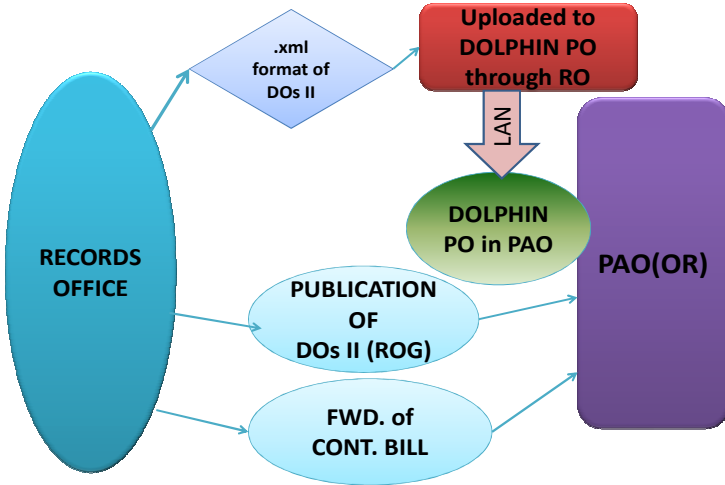 .xml
format of
DOs II
Uploaded to
DOLPHIN PO
through RO
LAN
DOLPHIN
PO in PAO
RECORDS
OFFICE
PAO(OR)
PUBLICATION
OF
DOs II (ROG)
FWD. of
CONT. BILL